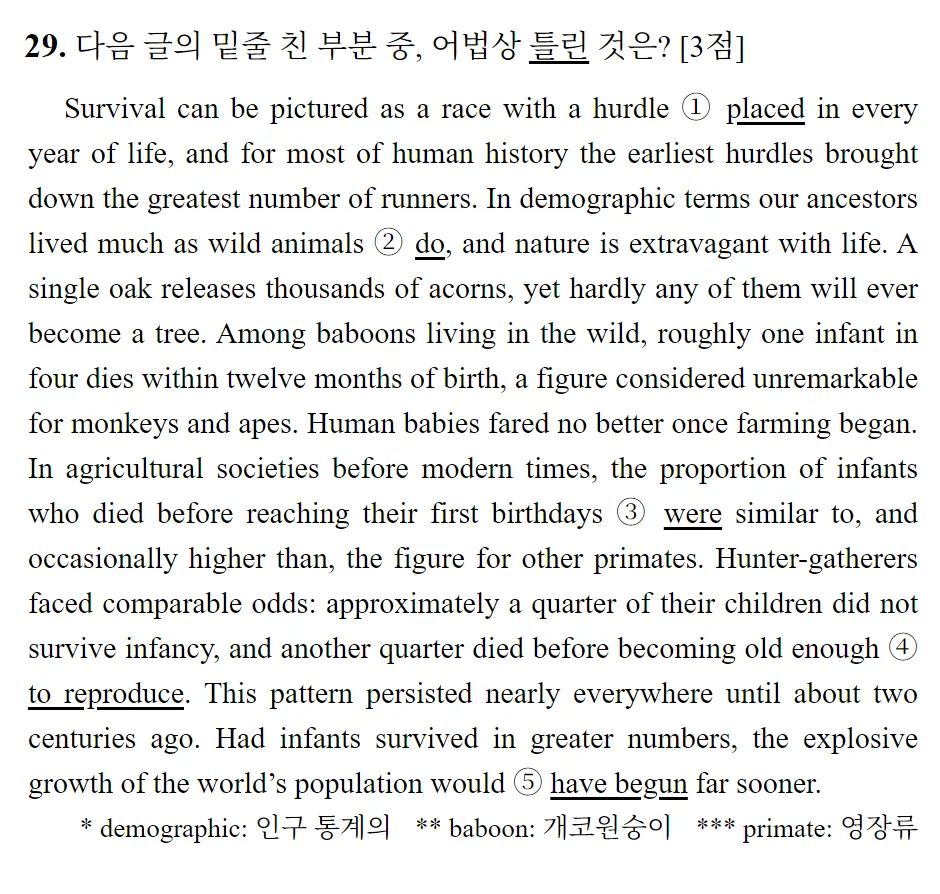 29. 다음 글의 밑줄 친 부분 중, 어법상 틀린 것은? [3점]
Survival can be pictured as a race with a hurdle ① placed in every
year of life, and for most of human history the earliest hurdles brought
down the greatest number of runners. In demographic terms our ancestors
lived much as wild animals ② do, and nature is extravagant with life. A
single oak releases thousands of acorns, yet hardly any of them will ever
become a tree. Among baboons living in the wild, roughly one infant in
four dies within twelve months of birth, a figure considered unremarkable
for monkeys and apes. Human babies fared no better once farming began.
In agricultural societies before modern times, the proportion of infants
who died before reaching their first birthdays ③ were similar to, and
occasionally higher than, the figure for other primates. Hunter-gatherers
faced comparable odds: approximately a quarter of their children did not
survive infancy, and another quarter died before becoming old enough ④
to reproduce. This pattern persisted nearly everywhere until about two
centuries ago. Had infants survived in greater numbers, the explosive
growth of the world’s population would ⑤ have begun far sooner.
* demographic: 인구 통계의 ** baboon: 개코원숭이 *** primate: 영장류